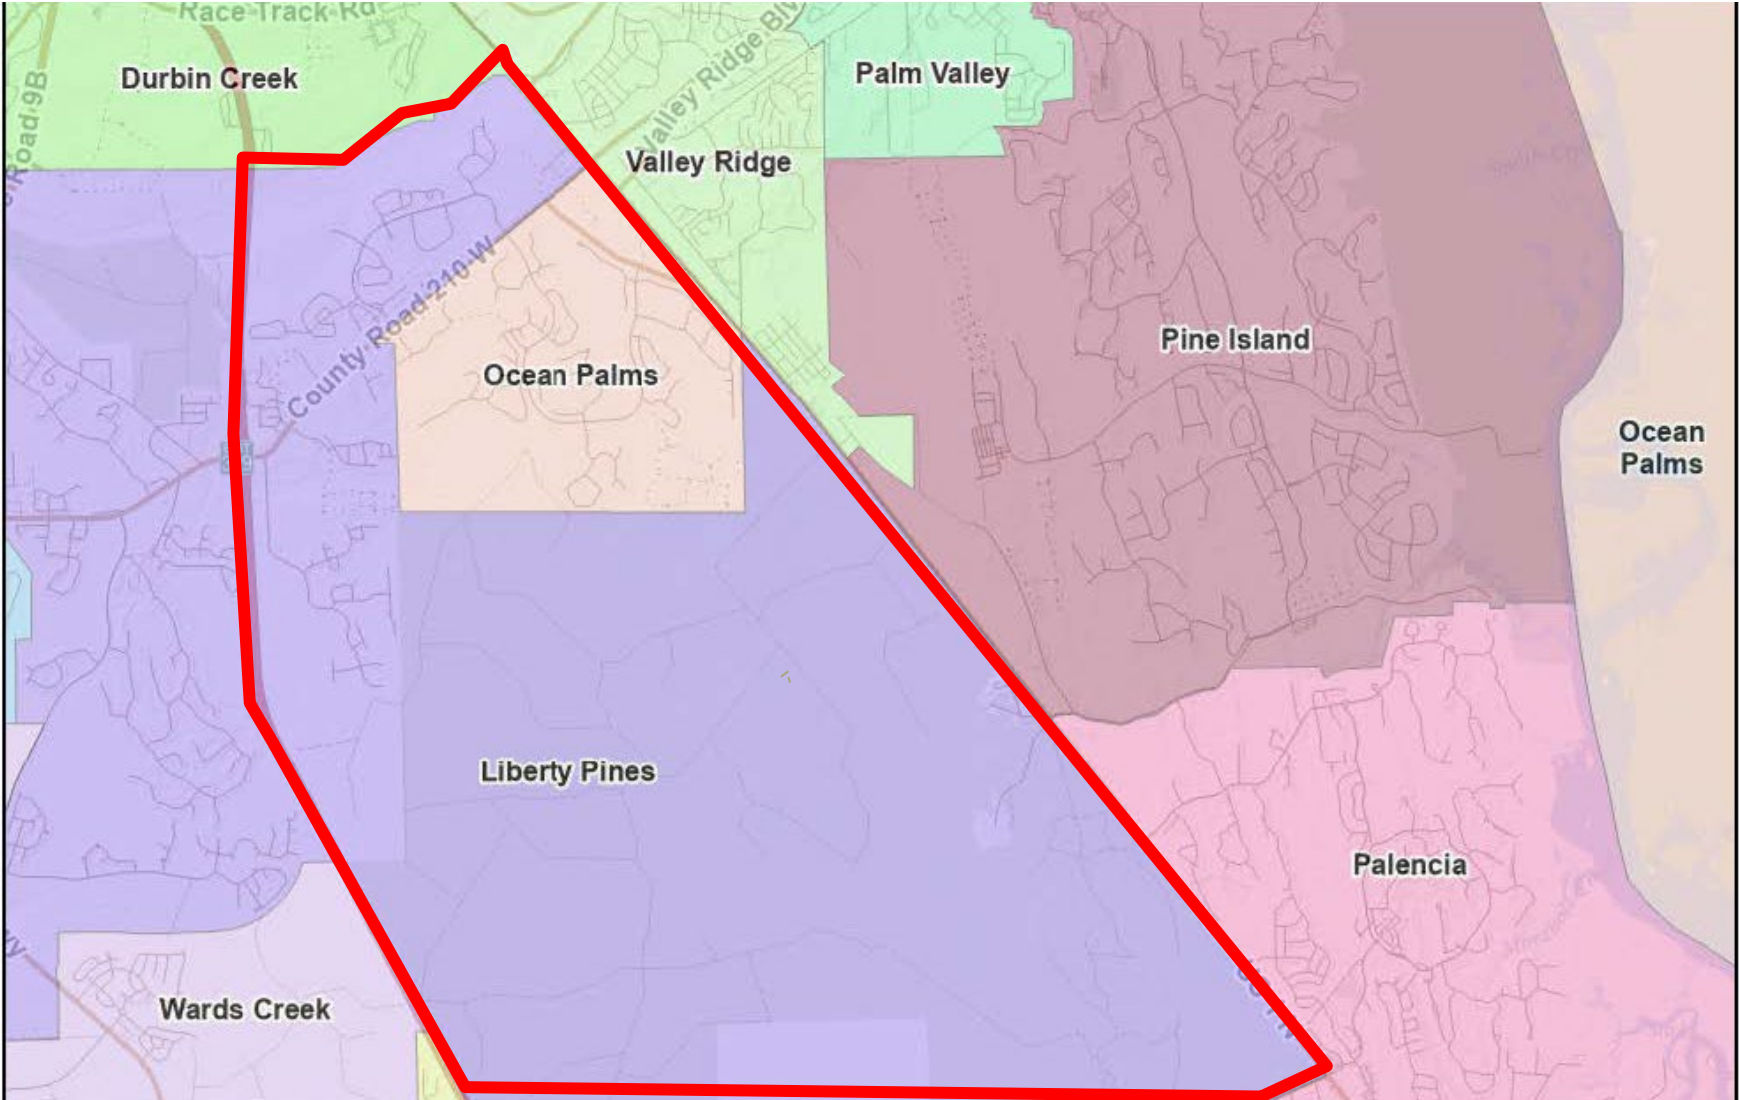 Race Track Rd
Durbin Creek
Road 9B
Valley Ridge Blv
Palm Valley
Valley Ridge
County Road 210 W
Ocean Palms
Pine Island
Ocean
Palms
Liberty Pines
Palencia
Wards Creek